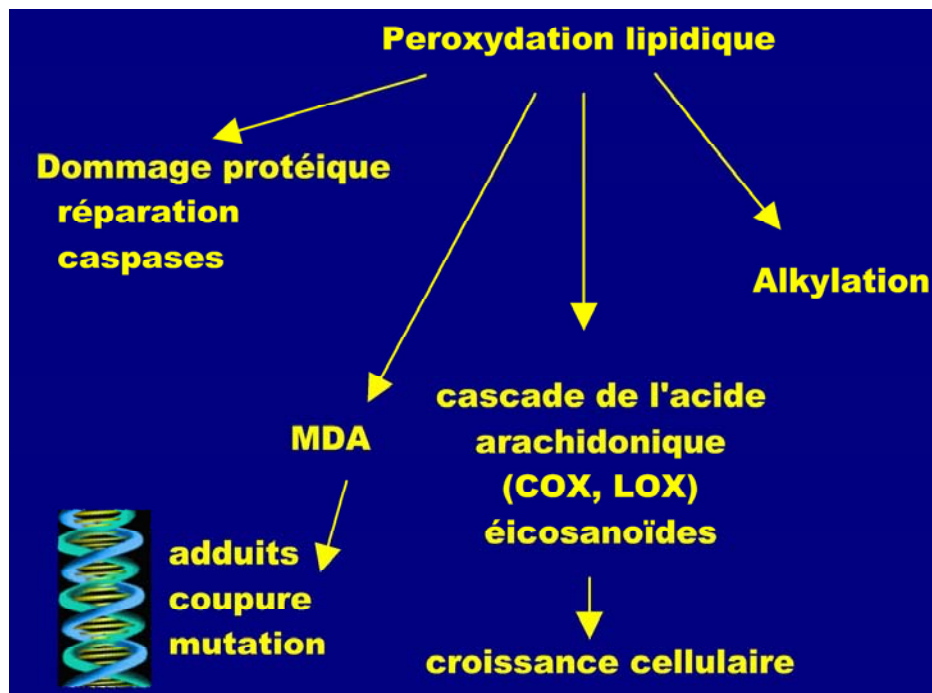 Peroxydation lipidique
Dommage protéique
réparation
caspases
Alkylation
MDA
cascade de l'acide
arachidonique
(COX, LOX)
éicosanoïdes
adduits
coupure
mutation
croissance cellulaire